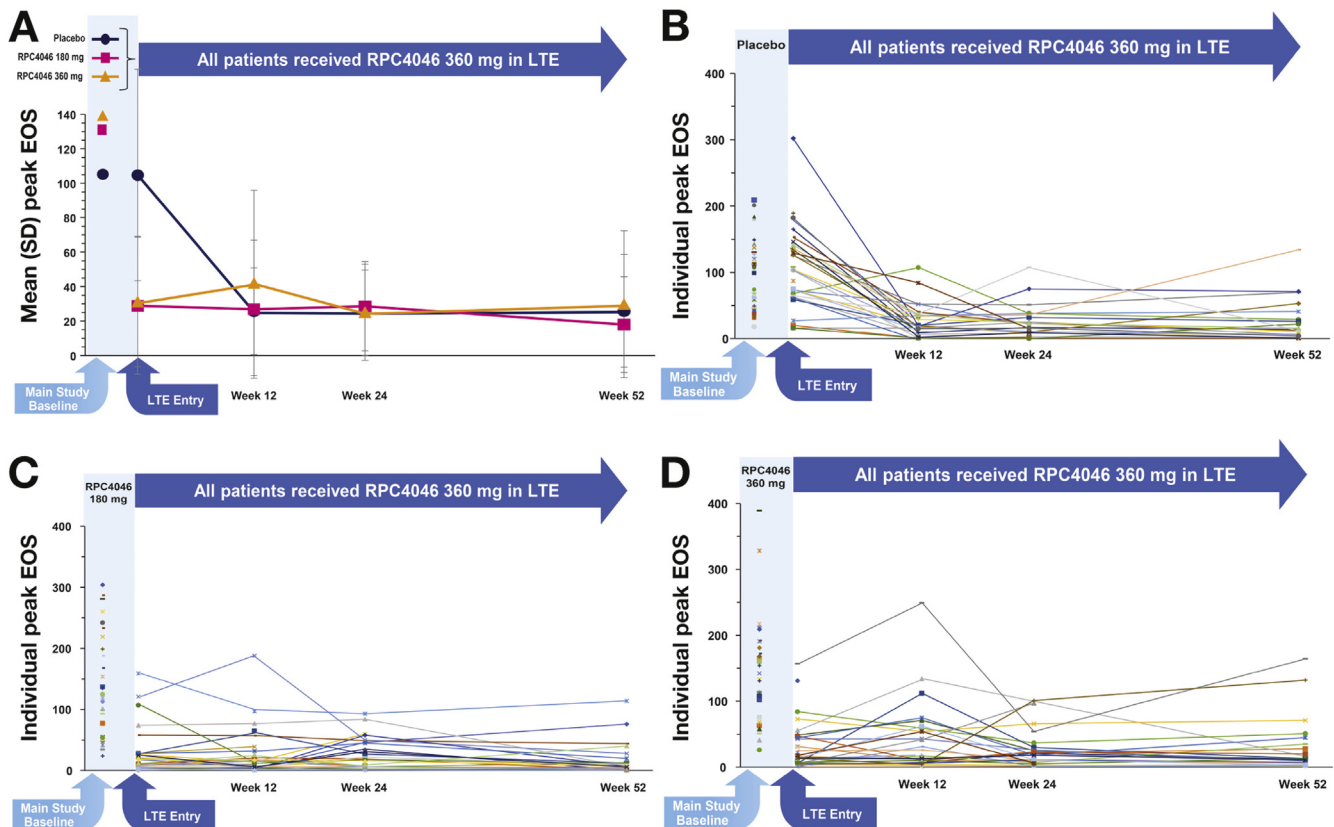 A
Placebo
RPC4046 180 mg
RPC4046 360 mg
All patients received RPC4046 360 mg in LTE
Mean (SD) peak EOS
140
120
100
80
60
40
20
0
Main Study
Baseline
LTE Entry
Week 12
Week 24
Week 52
B
Placebo
All patients received RPC4046 360 mg in LTE
Individual peak EOS
400
300
200
100
0
Main Study
Baseline
LTE Entry
Week 12
Week 24
Week 52
C
RPC4046
180 mg
All patients received RPC4046 360 mg in LTE
Individual peak EOS
400
300
200
100
0
Main Study
Baseline
LTE Entry
Week 12
Week 24
Week 52
D
RPC4046
360 mg
All patients received RPC4046 360 mg in LTE
Individual peak EOS
400
300
200
100
0
Main Study
Baseline
LTE Entry
Week 12
Week 24
Week 52